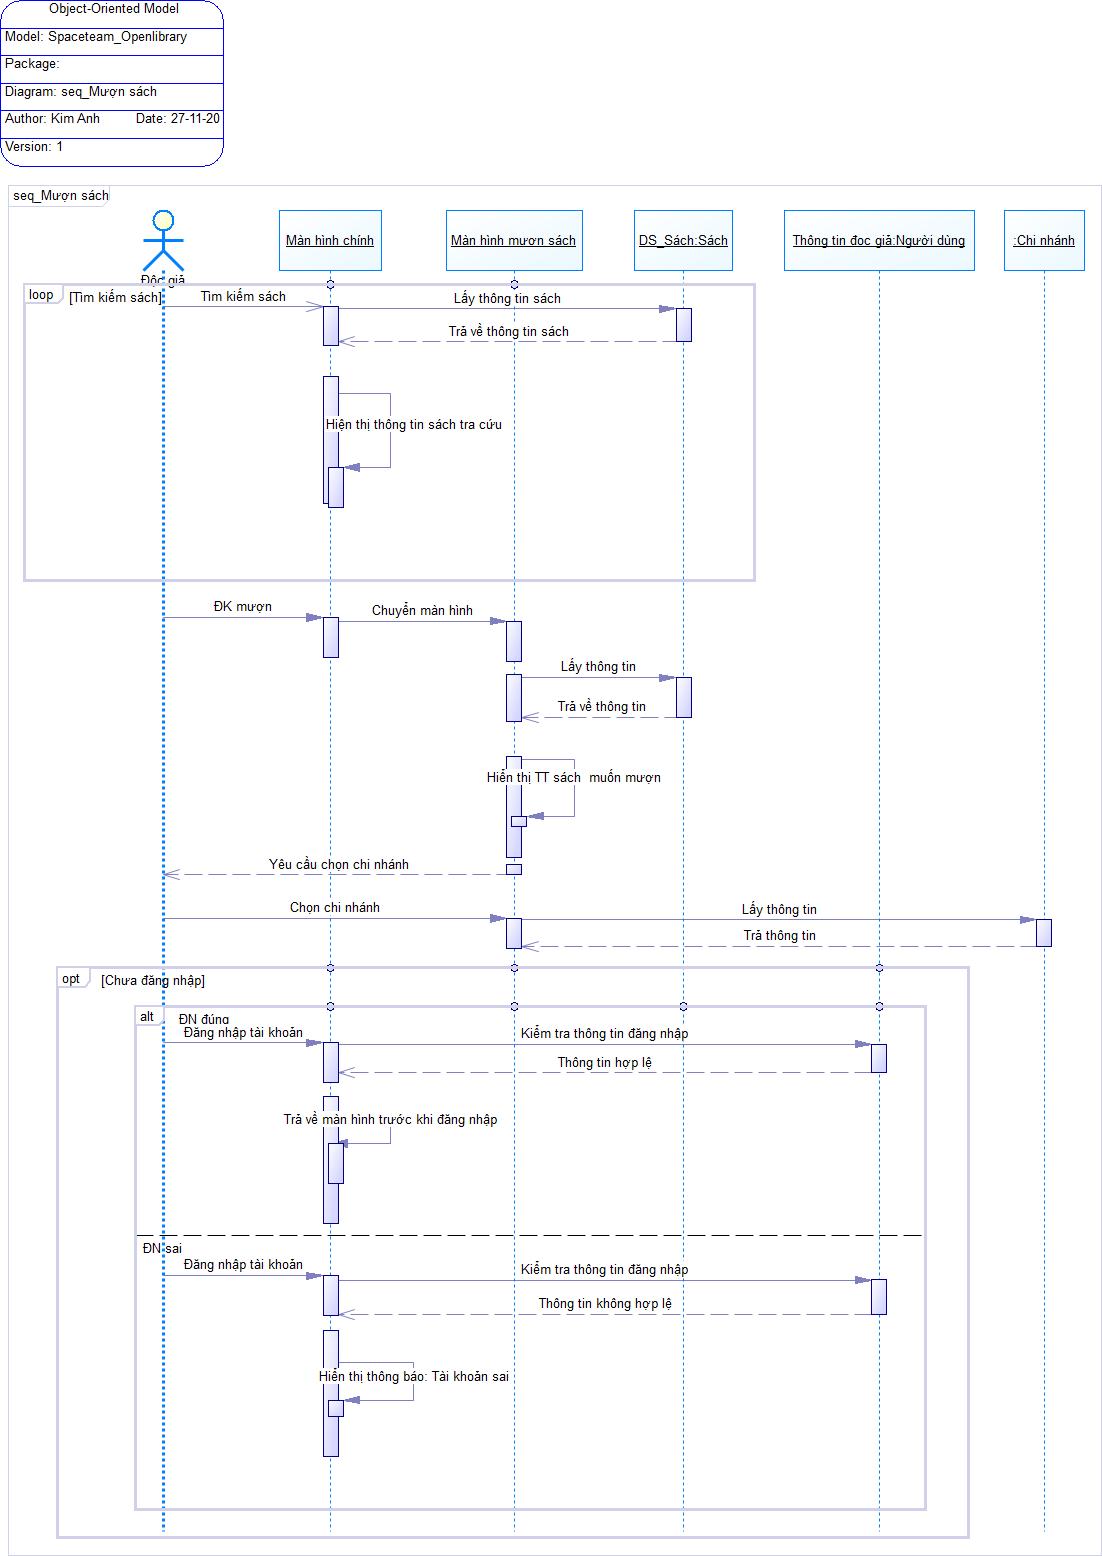 Object-Oriented Model
Model: Spaceteam_Openlibrary
Package:
Diagram: seq_Mượn sách
Author: Kim Anh Date: 27-11-20
Version: 1
seq_Mượn sách
Độc giả
Màn hình chính
Màn hình mươn sách
DS_Sách:Sách
Thông tin đoc giả:Người dùng
:Chi nhánh
loop
[Tìm kiếm sách]
Tìm kiếm sách
Lấy thông tin sách
Trả về thông tin sách
Hiện thị thông tin sách tra cứu
ĐK mượn
Chuyển màn hình
Lấy thông tin
Trả về thông tin
Hiển thị TT sách muốn mượn
Yêu cầu chọn chi nhánh
Chọn chi nhánh
Lấy thông tin
Trả thông tin
opt
[Chưa đăng nhập]
alt
ĐN đúng
Đăng nhập tài khoản
Kiểm tra thông tin đăng nhập
Thông tin hợp lệ
Trả về màn hình trước khi đăng nhập
ĐN sai
Đăng nhập tài khoản
Kiểm tra thông tin đăng nhập
Thông tin không hợp lệ
Hiển thị thông báo: Tài khoản sai